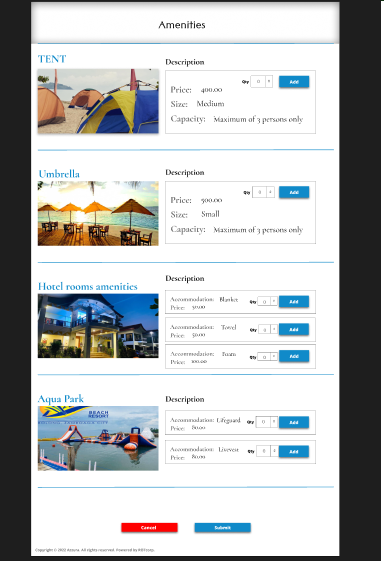 Amenities
TENT
Description
Qty 0 Add
Price: 400.00
Size: Medium
Capacity: Maximum of 3 persons only
Umbrella
Description
Qty 0 Add
Price: 500.00
Size: Small
Capacity: Maximum of 3 persons only
Hotel rooms amenities
Description
Accommodation: Blanket Qty 0 Add
Price: 50.00
Accommodation: Towel Qty 0 Add
Price: 50.00
Accommodation: Foam Qty 0 Add
Price: 100.00
Aqua Park
Description
BEACH
RESORT
Accommodation: Lifeguard Qty 0 Add
Price: 80.00
Accommodation: Livevest Qty 0 Add
Price: 80.00
Cancel Submit
All rights reserved. Powered by